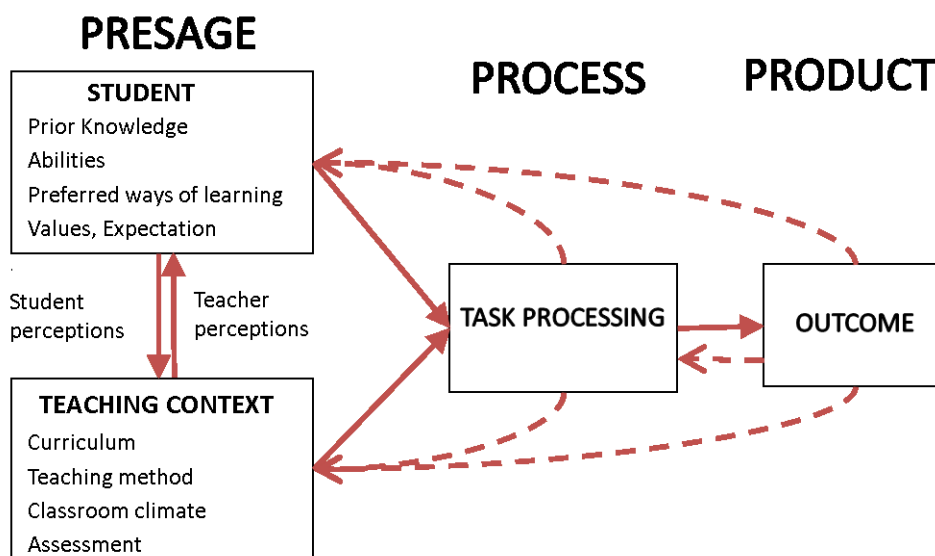 PRESAGE
PROCESS
PRODUCT
STUDENT
Prior Knowledge
Abilities
Preferred ways of learning
Values, Expectation
Student
perceptions
Teacher
perceptions
TASK PROCESSING
OUTCOME
TEACHING CONTEXT
Curriculum
Teaching method
Classroom climate
Assessment